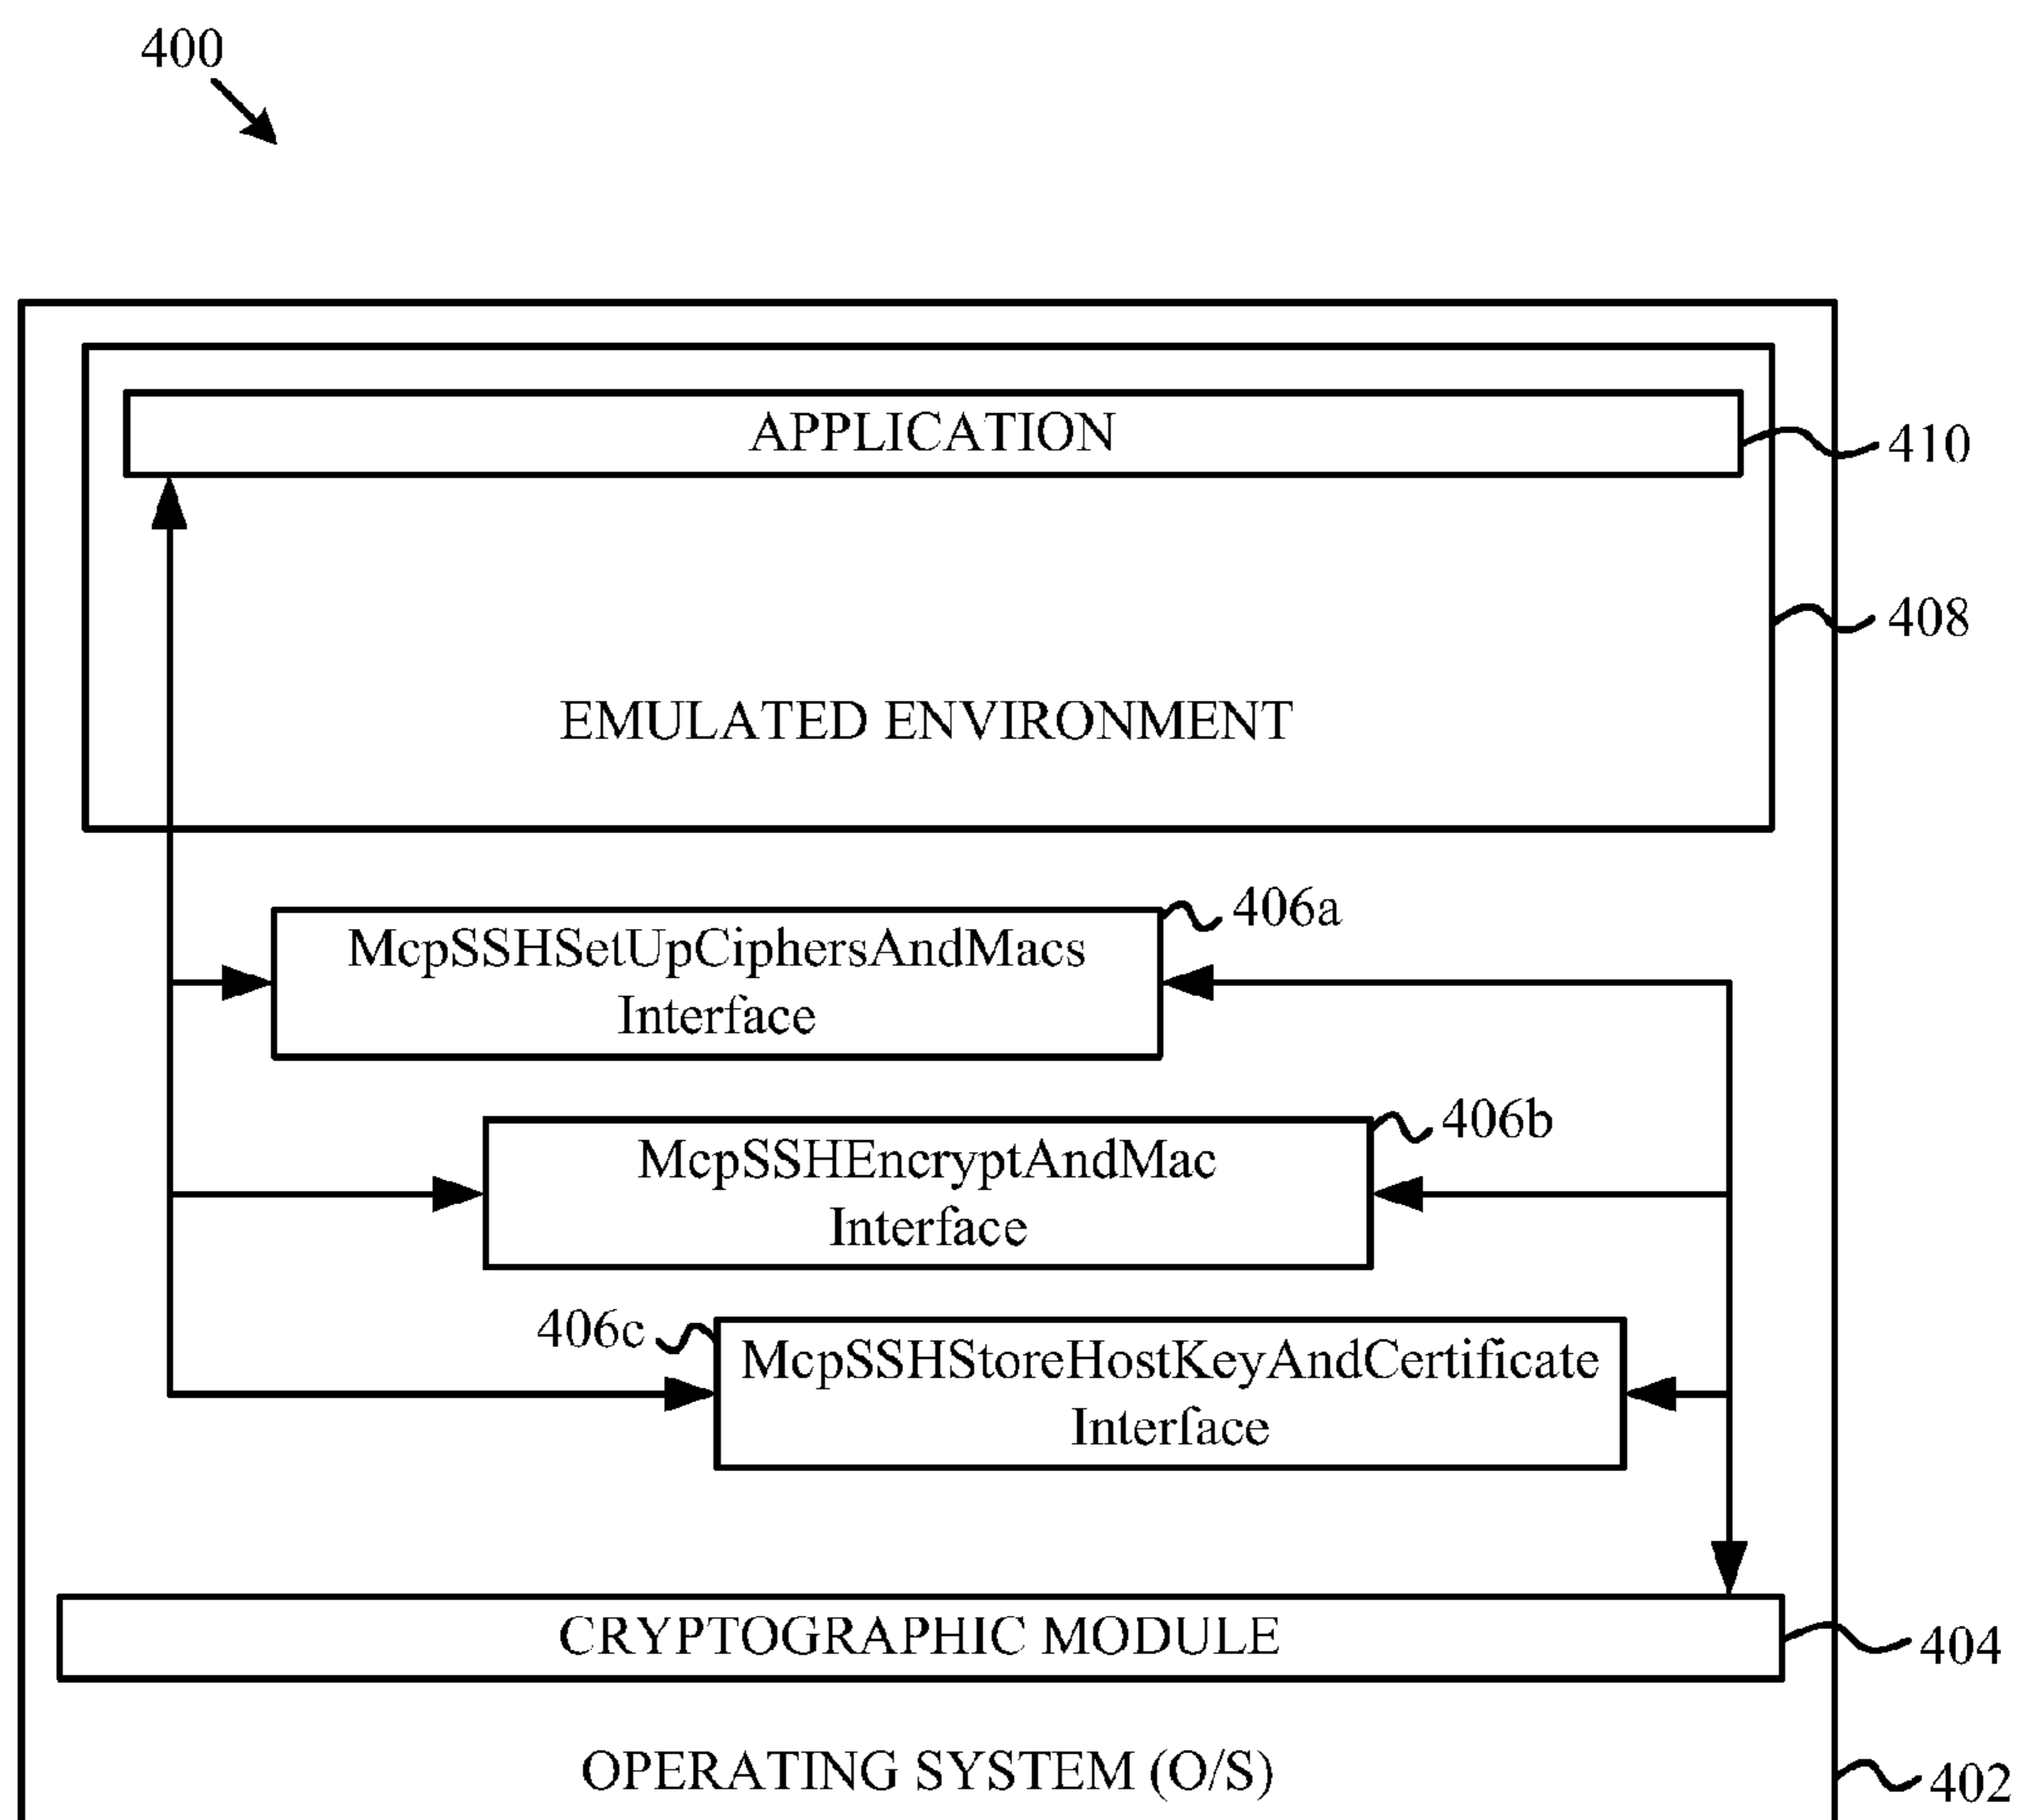 400
APPLICATION
410
408
EMULATED ENVIRONMENT
406a
McpSSHSetUpCiphersAndMacs
Interface
406b
McpSSHEncryptAndMac
Interface
406c
McpSSHStoreHostKeyAndCertificate
Interface
CRYPTOGRAPHIC MODULE
404
OPERATING SYSTEM (O/S)
402